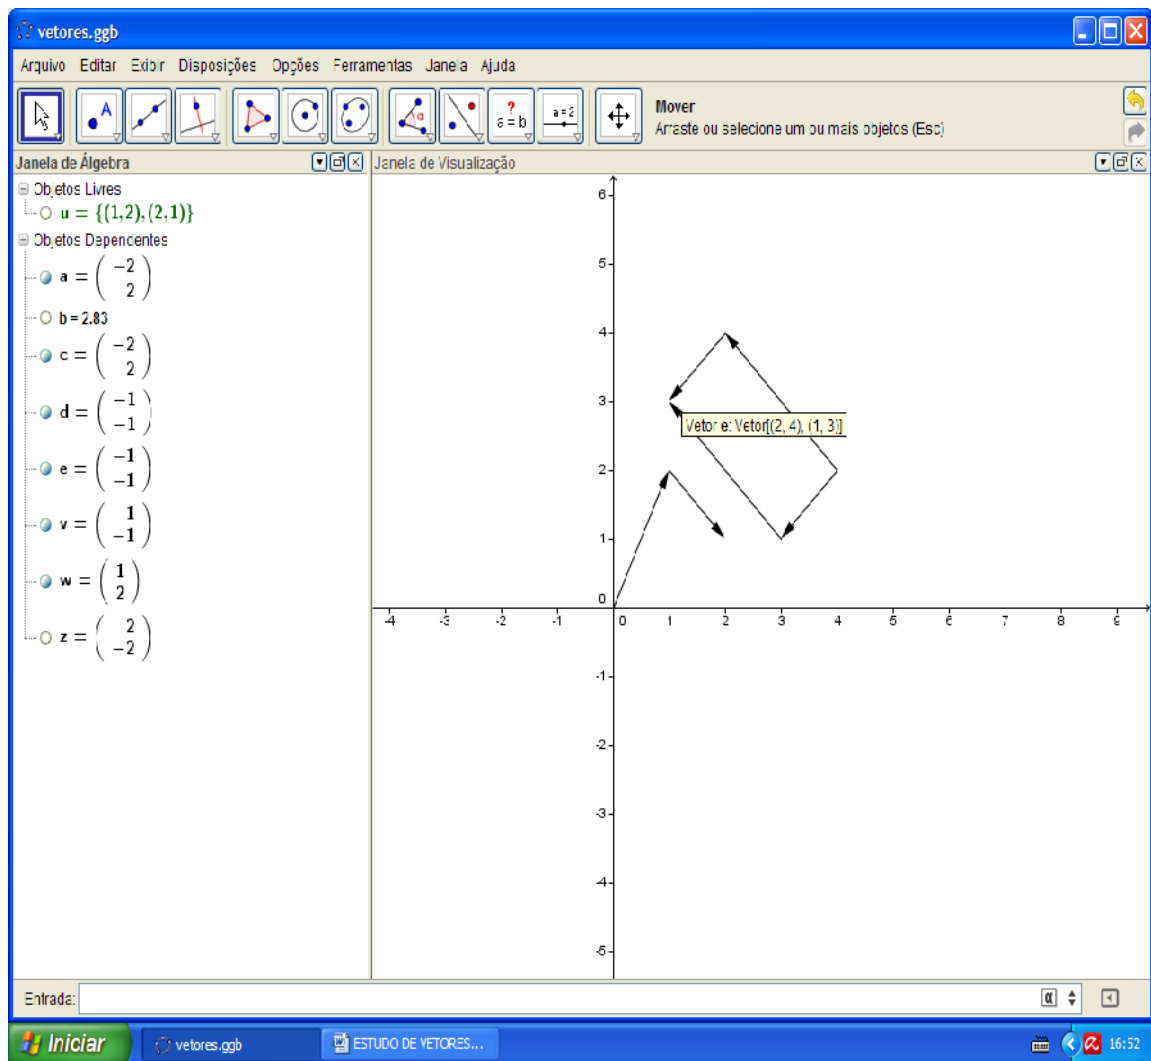 vetores.ggb
Arquivo Editar Exibir Disposições Opções Ferramentas Janela Ajuda
A
α
?
a = b
a = 2
Mover
Arraste ou selecione um ou mais objetos (Esc)
Janela de Álgebra
Janela de Visualização
Objetos Livres
u = {(1,2),(2,1)}
Objetos Dependentes
a = ( -2
2 )
b = 2.83
c = ( -2
2 )
d = ( -1
-1 )
e = ( -1
-1 )
v = ( 1
-1 )
w = ( 1
2 )
z = ( 2
-2 )
6
5
4
3
Vetor e: Vetor[(2, 4), (1, 3)]
2
1
0
-4 -3 -2 -1 0 1 2 3 4 5 6 7 8 9
-1
-2
-3
-4
-5
Entrada:
α
Iniciar vetores.ggb ESTUDO DE VETORES... 16:52